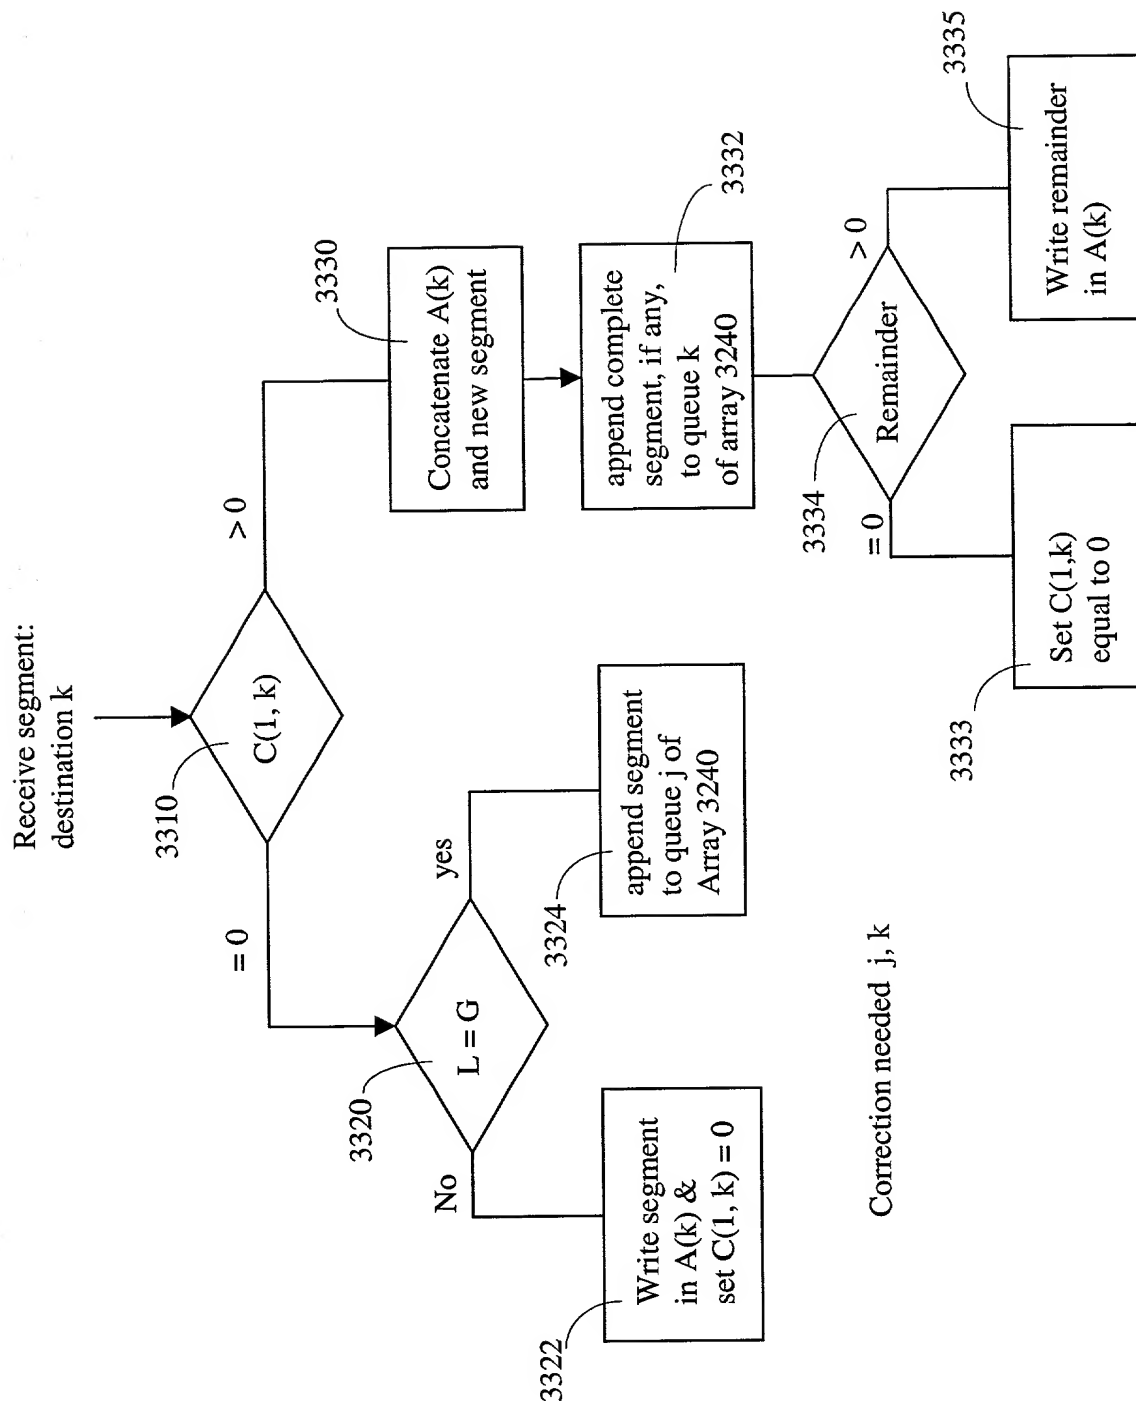 Receive segment:
destination k
3310
C(1, k)
= 0
> 0
3320
L = G
No
yes
3322
Write segment
in A(k) &
set C(1, k) = 0
3324
append segment
to queue j of
Array 3240
3330
Concatenate A(k)
and new segment
3332
append complete
segment, if any,
to queue k
of array 3240
3334
Remainder
= 0
> 0
3333
Set C(1,k)
equal to 0
3335
Write remainder
in A(k)
Correction needed j, k